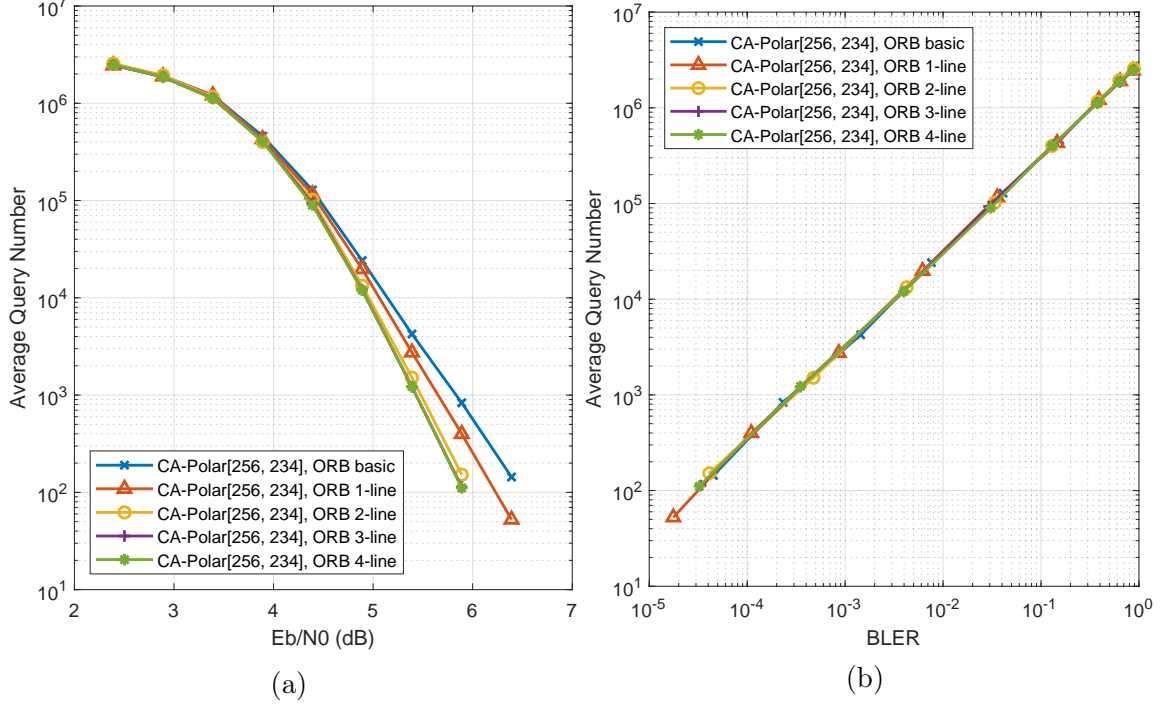 10^7
10^6
10^5
10^4
10^3
10^2
10^1
Average Query Number
CA-Polar[256, 234], ORB basic
CA-Polar[256, 234], ORB 1-line
CA-Polar[256, 234], ORB 2-line
CA-Polar[256, 234], ORB 3-line
CA-Polar[256, 234], ORB 4-line
2 3 4 5 6 7
Eb/N0 (dB)
(a)
10^7
10^6
10^5
10^4
10^3
10^2
10^1
Average Query Number
CA-Polar[256, 234], ORB basic
CA-Polar[256, 234], ORB 1-line
CA-Polar[256, 234], ORB 2-line
CA-Polar[256, 234], ORB 3-line
CA-Polar[256, 234], ORB 4-line
10^-5 10^-4 10^-3 10^-2 10^-1 10^0
BLER
(b)